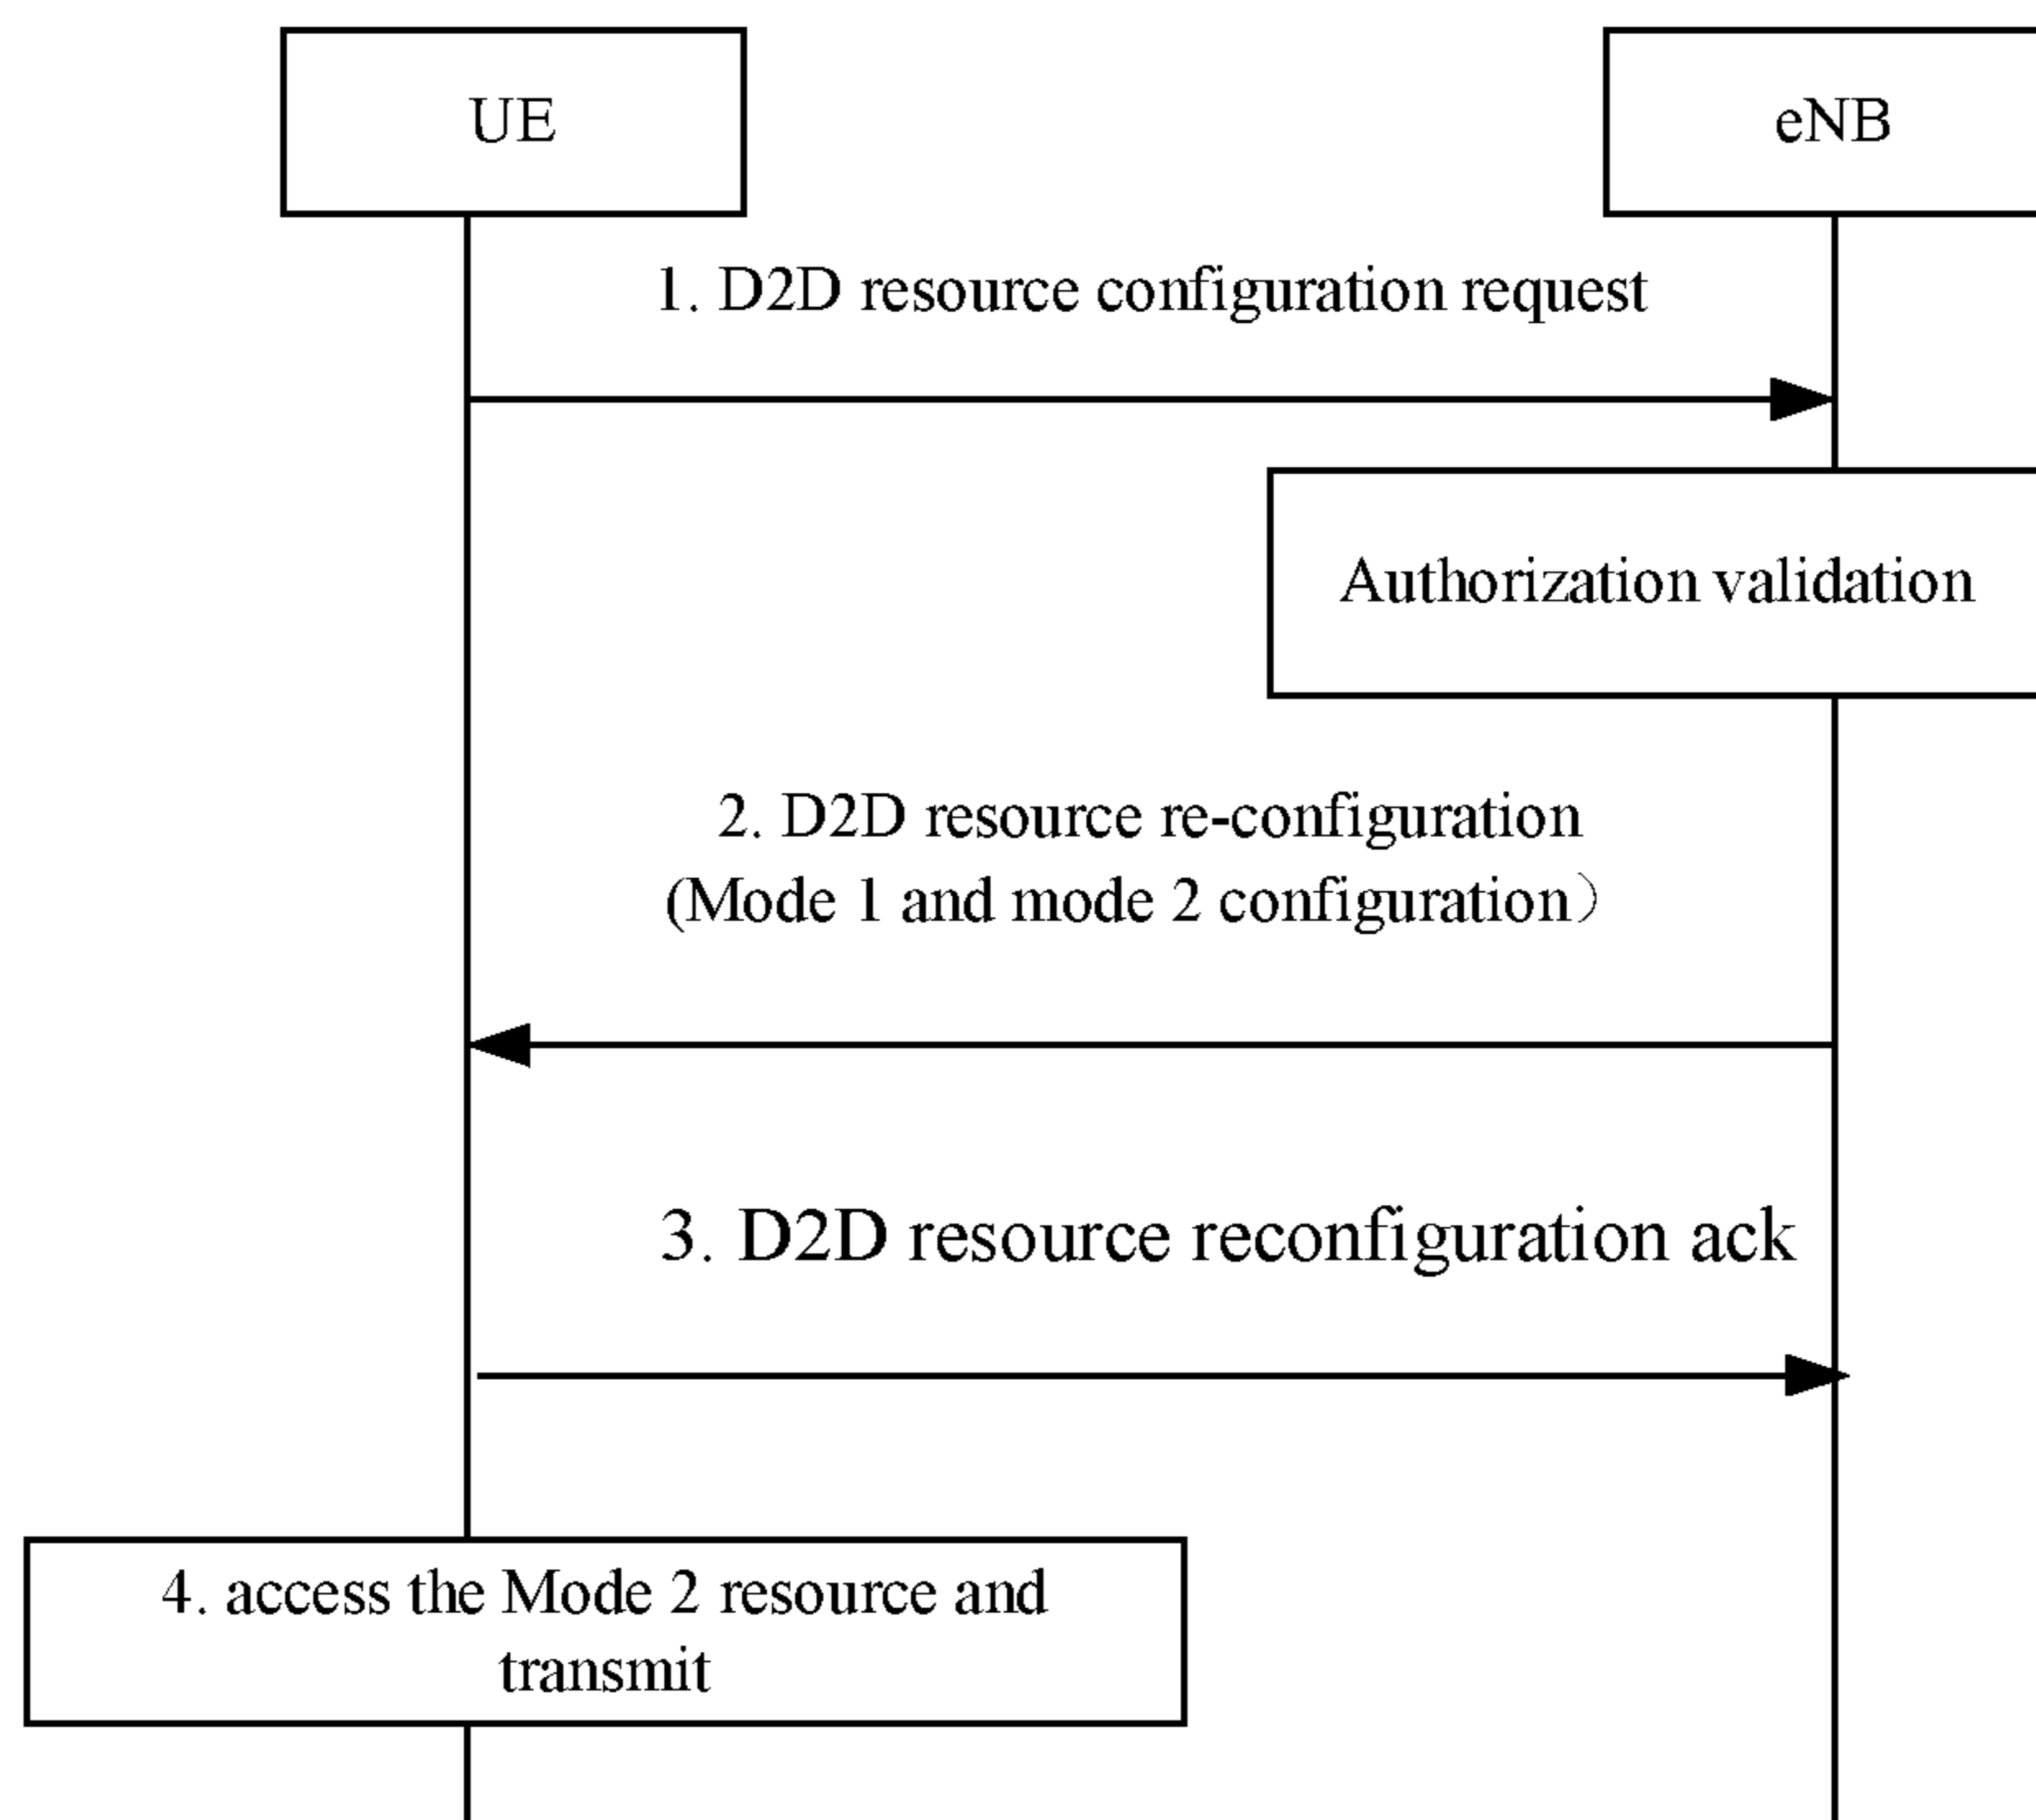 UE
eNB
1. D2D resource configuration request
Authorization validation
2. D2D resource re-configuration
(Mode 1 and mode 2 configuration）
3. D2D resource reconfiguration ack
4. access the Mode 2 resource and
transmit